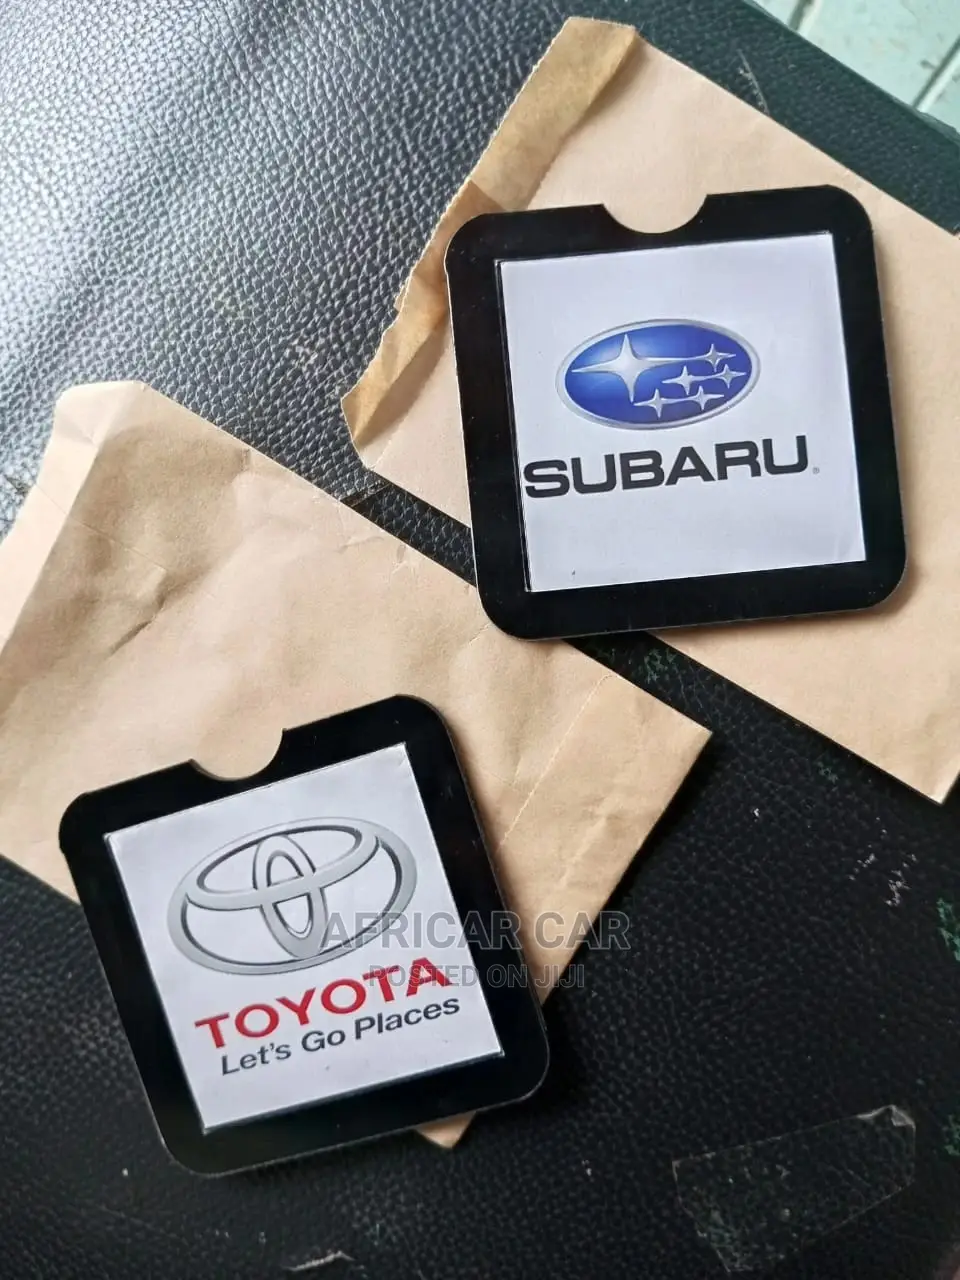 SUBARU®
TOYOTA
Let's Go Places
AFRICAR CAR
POSTED ON JIJI